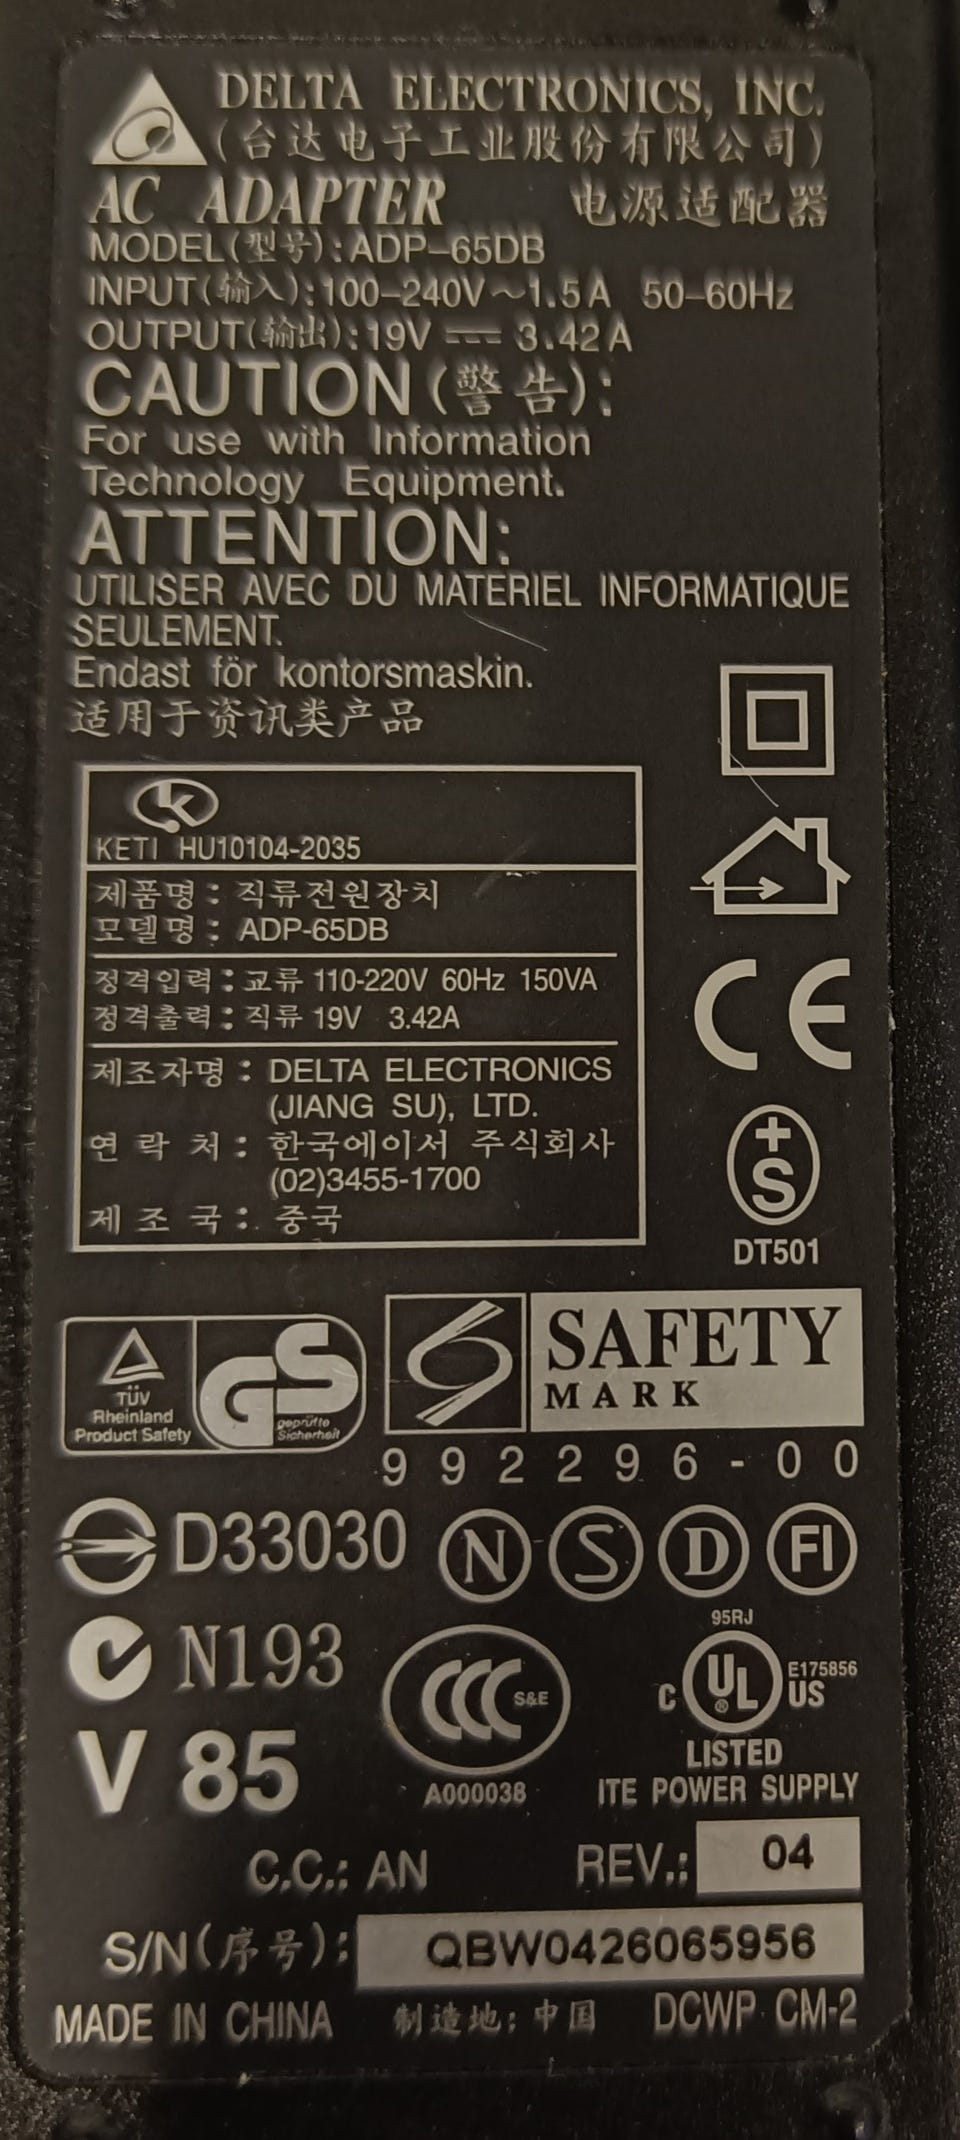 DELTA ELECTRONICS, INC.
(台达电子工业股份有限公司)
AC ADAPTER 电源适配器
MODEL(型号):ADP-65DB
INPUT(输入):100-240V～1.5A 50-60Hz
OUTPUT(输出):19V ⎓ 3.42A
CAUTION(警告):
For use with Information
Technology Equipment.
ATTENTION:
UTILISER AVEC DU MATERIEL INFORMATIQUE
SEULEMENT.
Endast för kontorsmaskin.
适用于资讯类产品
KETI HU10104-2035
제품명: 직류전원장치
모델명: ADP-65DB
정격입력: 교류 110-220V 60Hz 150VA
정격출력: 직류 19V 3.42A
제조자명: DELTA ELECTRONICS
(JIANG SU), LTD.
연락처: 한국에이서 주식회사
(02)3455-1700
제조국: 중국
CE
+S
DT501
TÜV
Rheinland
Product Safety
GS
geprüfte
Sicherheit
SAFETY
MARK
992296-00
D33030 N S D FI
N193
V 85
CCC S&E
A000038
95RJ
C UL US
®
E175856
LISTED
ITE POWER SUPPLY
C.C.: AN REV.: 04
S/N(序号): QBW0426065956
MADE IN CHINA 制造地: 中国 DCWP CM-2